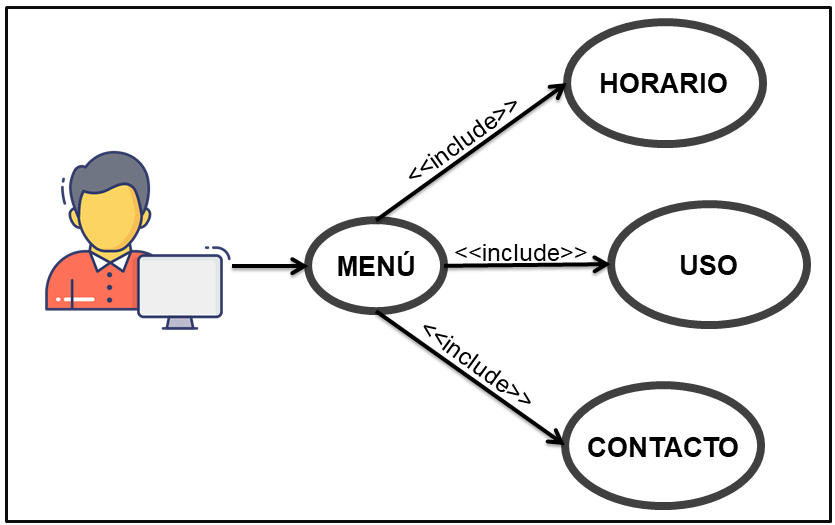 HORARIO
<<include>>
MENÚ
<<include>>
USO
<<include>>
CONTACTO